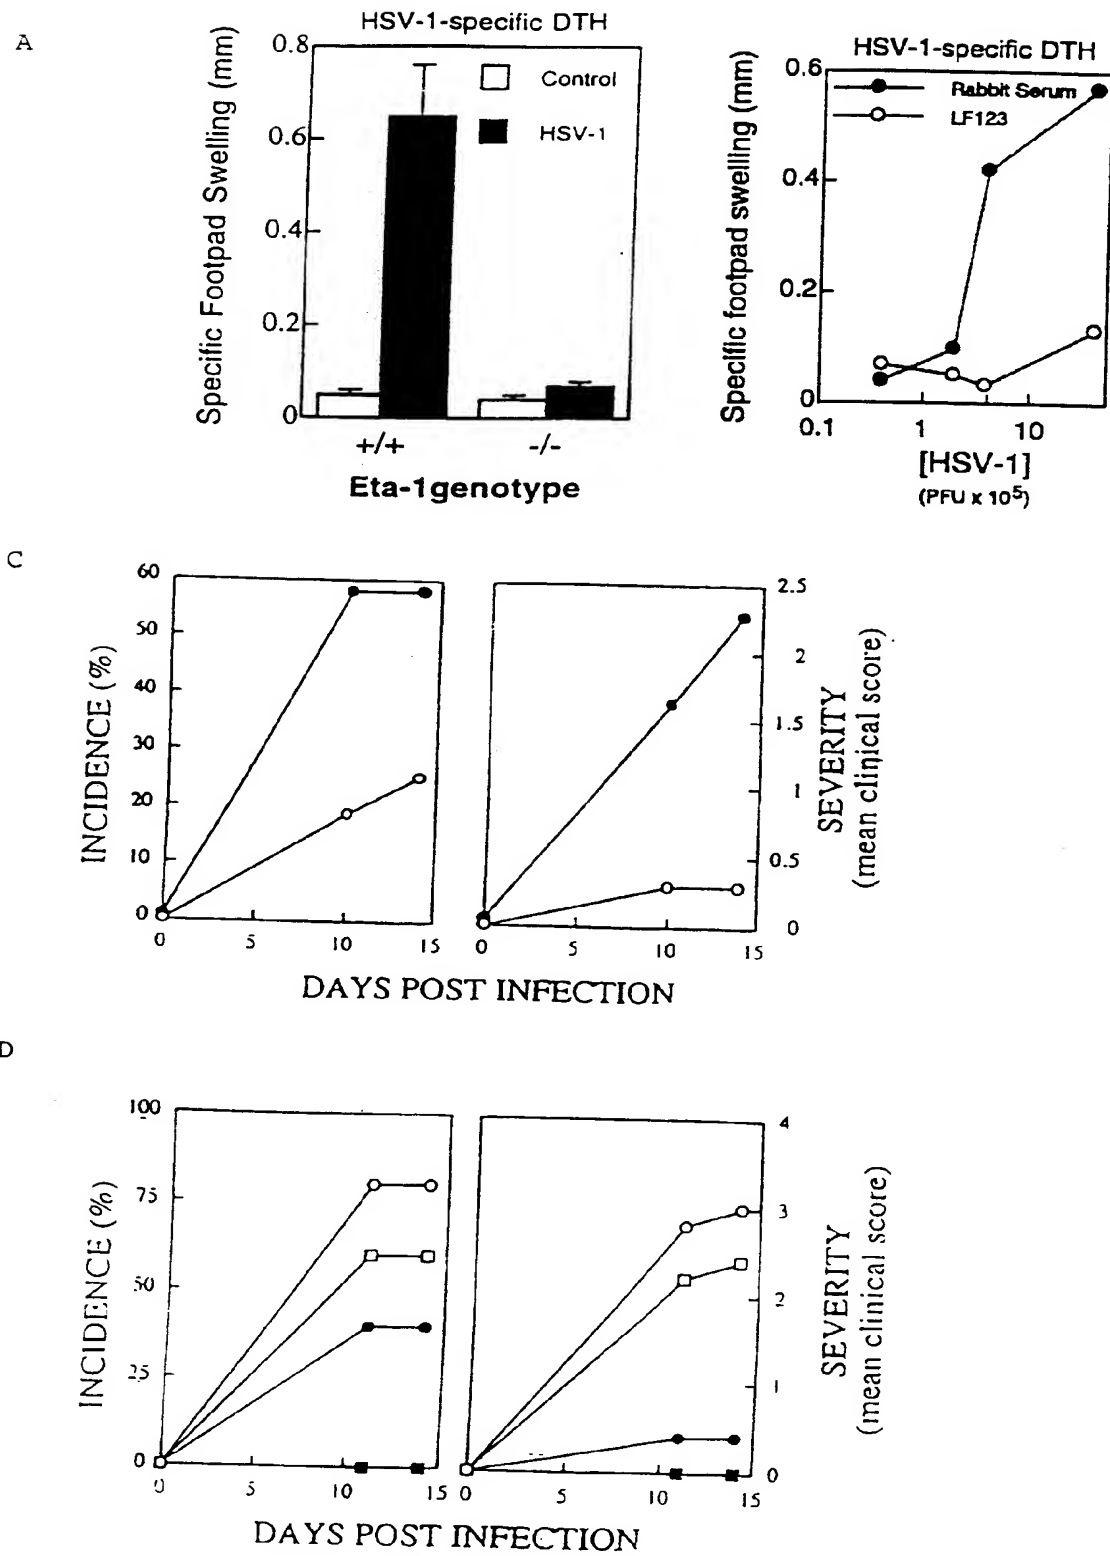 A
HSV-1-specific DTH
Specific Footpad Swelling (mm)
0.8
0.6
0.4
0.2
0
Control
HSV-1
+/+
-/-
Eta-1genotype
HSV-1-specific DTH
Specific footpad swelling (mm)
0.6
0.4
0.2
0
Rabbit Serum
LF123
0.1
1
10
[HSV-1]
(PFU x 10⁵)
C
INCIDENCE (%)
60
50
40
30
20
10
0
0
5
10
15
2.5
2
1.5
1
0.5
0
0
5
10
15
SEVERITY
(mean clinical score)
DAYS POST INFECTION
D
INCIDENCE (%)
100
75
50
25
0
0
5
10
15
4
3
2
1
0
0
5
10
15
SEVERITY
(mean clinical score)
DAYS POST INFECTION